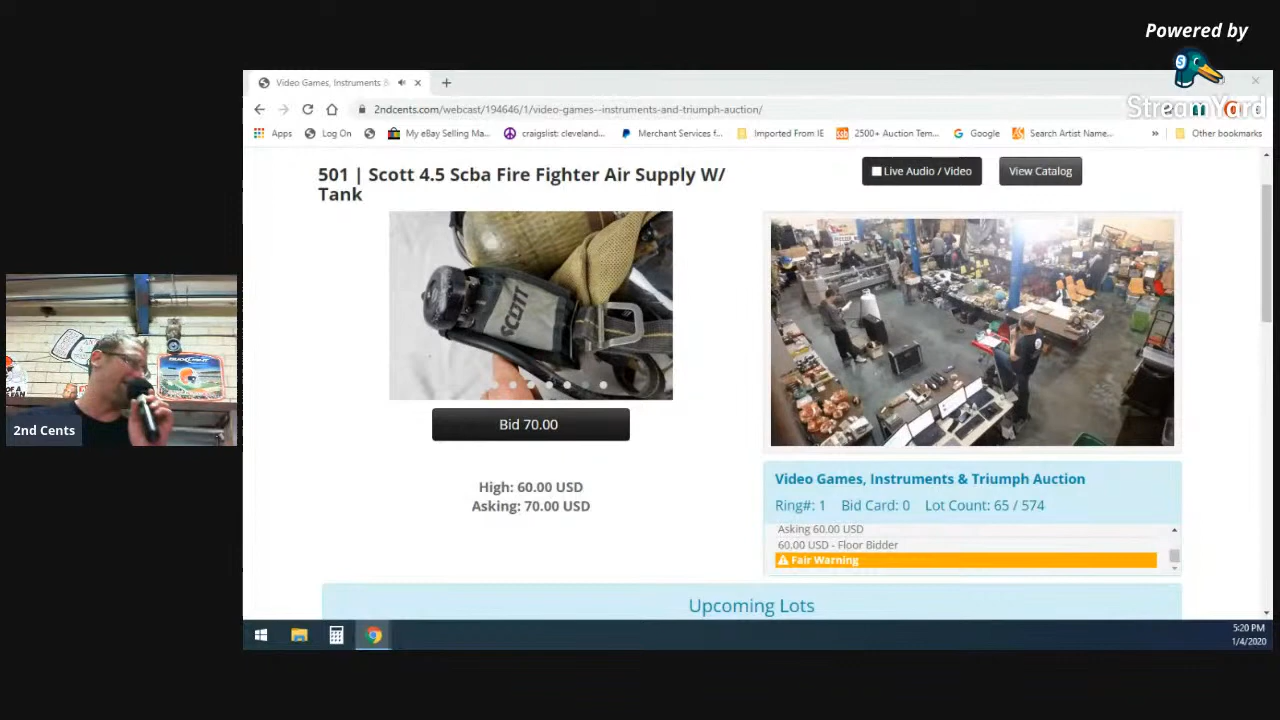 Powered by
S
StreamYard
Video Games, Instruments &
2ndcents.com/webcast/194646/1/video-games--instruments-and-triumph-auction/
Apps
Log On
My eBay Selling Ma...
craigslist: cleveland...
Merchant Services f...
Imported From IE
2500+ Auction Tem...
Google
Search Artist Name...
»
Other bookmarks
501 | Scott 4.5 Scba Fire Fighter Air Supply W/
Tank
Live Audio / Video
View Catalog
SCOTT
Bid 70.00
High: 60.00 USD
Asking: 70.00 USD
Video Games, Instruments & Triumph Auction
Ring#: 1 Bid Card: 0 Lot Count: 65 / 574
Asking 60.00 USD
60.00 USD - Floor Bidder
Fair Warning
Upcoming Lots
2nd Cents
5:20 PM
1/4/2020